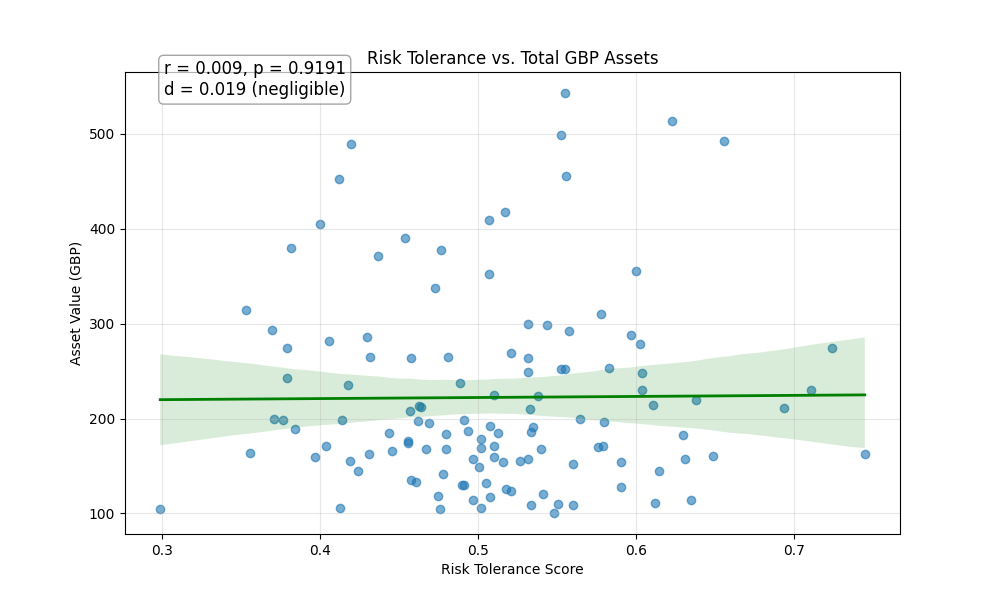 Risk Tolerance vs. Total GBP Assets
r = 0.009, p = 0.9191
d = 0.019 (negligible)
500
400
300
200
100
Asset Value (GBP)
0.3 0.4 0.5 0.6 0.7
Risk Tolerance Score